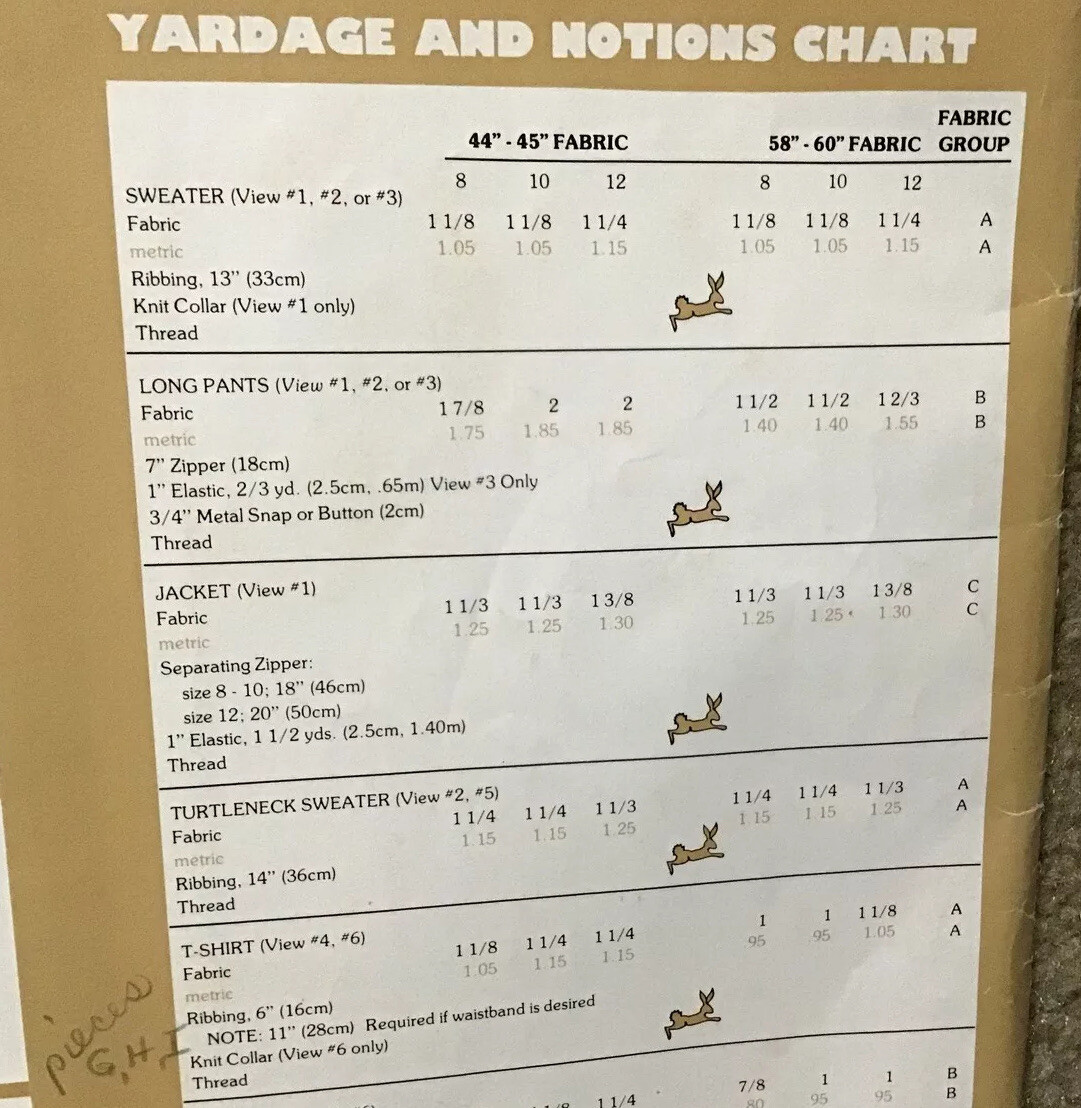 YARDAGE AND NOTIONS CHART
FABRIC
44" - 45" FABRIC 58" - 60" FABRIC GROUP
8 10 12 8 10 12
SWEATER (View #1, #2, or #3)
Fabric 1 1/8 1 1/8 1 1/4 1 1/8 1 1/8 1 1/4 A
metric 1.05 1.05 1.15 1.05 1.05 1.15 A
Ribbing, 13" (33cm)
Knit Collar (View #1 only)
Thread
LONG PANTS (View #1, #2, or #3)
Fabric 1 7/8 2 2 1 1/2 1 1/2 1 2/3 B
metric 1.75 1.85 1.85 1.40 1.40 1.55 B
7" Zipper (18cm)
1" Elastic, 2/3 yd. (2.5cm, .65m) View #3 Only
3/4" Metal Snap or Button (2cm)
Thread
JACKET (View #1)
Fabric 1 1/3 1 1/3 1 3/8 1 1/3 1 1/3 1 3/8 C
metric 1.25 1.25 1.30 1.25 1.25 1.30 C
Separating Zipper:
size 8 - 10; 18" (46cm)
size 12; 20" (50cm)
1" Elastic, 1 1/2 yds. (2.5cm, 1.40m)
Thread
TURTLENECK SWEATER (View #2, #5)
Fabric 1 1/4 1 1/4 1 1/3 1 1/4 1 1/4 1 1/3 A
metric 1.15 1.15 1.25 1.15 1.15 1.25 A
Ribbing, 14" (36cm)
Thread
T-SHIRT (View #4, #6)
Fabric 1 1/8 1 1/4 1 1/4 1 1 1 1/8 A
metric 1.05 1.15 1.15 .95 .95 1.05 A
Ribbing, 6" (16cm)
NOTE: 11" (28cm) Required if waistband is desired
Knit Collar (View #6 only)
Thread
pieces
G, H, I
1 1/4 7/8 1 1 B
.80 .95 .95 B